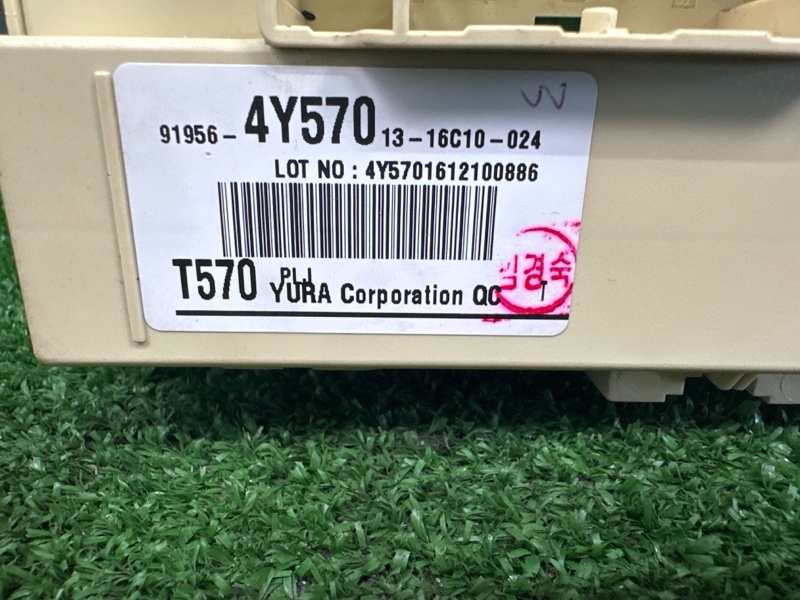 91956-4Y570 13-16C10-024
LOT NO : 4Y5701612100886
T570 PLJ
YURA Corporation QC T
김경숙